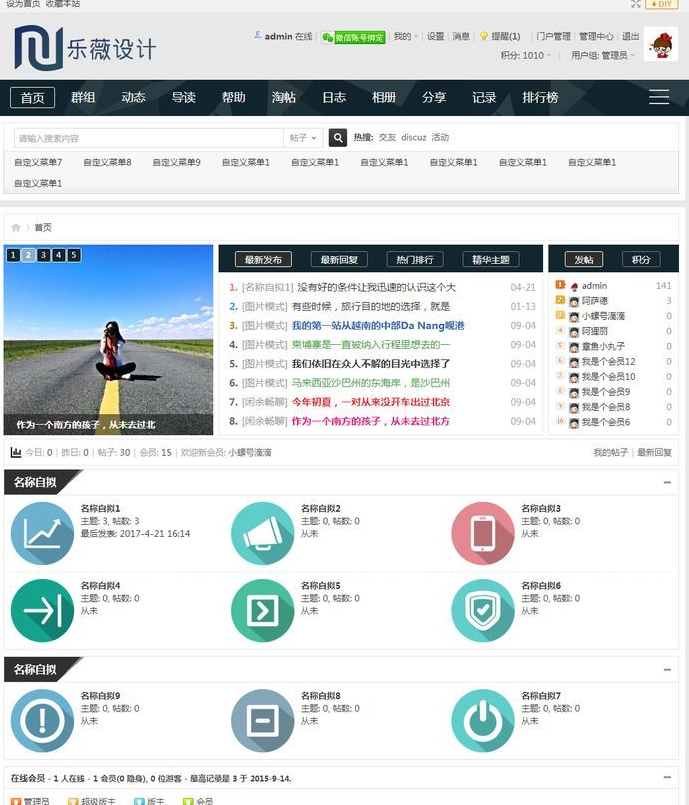 设为首页 收藏本站
DIY
乐薇设计
admin 在线 | 微信账号绑定 | 我的 | 设置 | 消息 | 提醒(1) | 门户管理 | 管理中心 | 退出
积分: 1010 | 用户组: 管理员
首页 群组 动态 导读 帮助 淘帖 日志 相册 分享 记录 排行榜
请输入搜索内容 帖子 热搜: 交友 discuz 活动
自定义菜单7 自定义菜单8 自定义菜单9 自定义菜单1 自定义菜单1 自定义菜单1 自定义菜单1 自定义菜单1 自定义菜单1
自定义菜单1
首页
1 2 3 4 5
作为一个南方的孩子，从未去过北
最新发布 最新回复 热门排行 精华主题
1. [名称自拟1] 没有好的条件让我迅速的认识这个大 04-21
2. [图片模式] 有些时候，旅行目的地的选择，就是 01-13
3. [图片模式] 我的第一站从越南的中部Da Nang岘港 09-04
4. [图片模式] 柬埔寨是一直被纳入行程里想去的一 09-04
5. [图片模式] 我们依旧在众人不解的目光中选择了 09-04
6. [图片模式] 马来西亚沙巴州的东海岸，是沙巴州 09-04
7. [闲余畅聊] 今年初夏，一对从来没开车出过北京 09-04
8. [闲余畅聊] 作为一个南方的孩子，从未去过北方 09-04
发帖 积分
1 admin 141
2 阿萨德 3
3 小螺号滴滴 0
4 阿狸丽 0
5 章鱼小丸子 0
6 我是个会员12 0
7 我是个会员10 0
8 我是个会员9 0
9 我是个会员8 0
10 我是个会员6 0
今日: 0 | 昨日: 0 | 帖子: 30 | 会员: 15 | 欢迎新会员: 小螺号滴滴
我的帖子 | 最新回复
名称自拟
名称自拟1
主题: 3, 帖数: 3
最后发表: 2017-4-21 16:14
名称自拟2
主题: 0, 帖数: 0
从未
名称自拟3
主题: 0, 帖数: 0
从未
名称自拟4
主题: 0, 帖数: 0
从未
名称自拟5
主题: 0, 帖数: 0
从未
名称自拟6
主题: 0, 帖数: 0
从未
名称自拟
名称自拟9
主题: 0, 帖数: 0
从未
名称自拟8
主题: 0, 帖数: 0
从未
名称自拟7
主题: 0, 帖数: 0
从未
在线会员 - 1 人在线 - 1 会员(0 隐身), 0 位游客 - 最高记录是 3 于 2015-9-14.
管理员 超级版主 版主 会员